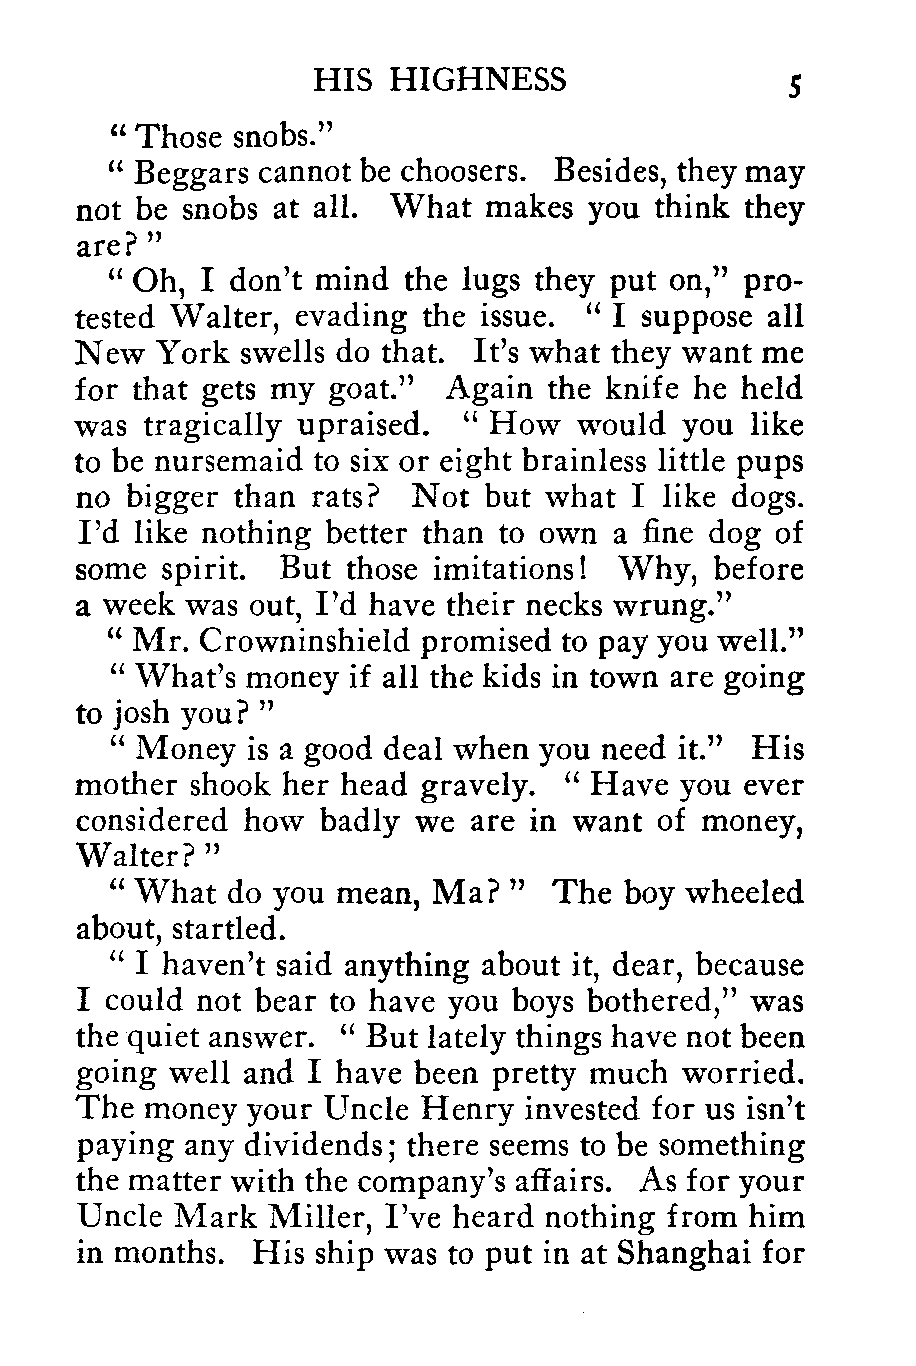 HIS HIGHNESS 5
“ Those snobs.”
“ Beggars cannot be choosers. Besides, they may
not be snobs at all. What makes you think they
are? ”
“ Oh, I don’t mind the lugs they put on,” pro-
tested Walter, evading the issue. “ I suppose all
New York swells do that. It’s what they want me
for that gets my goat.” Again the knife he held
was tragically upraised. “ How would you like
to be nursemaid to six or eight brainless little pups
no bigger than rats? Not but what I like dogs.
I’d like nothing better than to own a fine dog of
some spirit. But those imitations! Why, before
a week was out, I’d have their necks wrung.”
“ Mr. Crowninshield promised to pay you well.”
“ What’s money if all the kids in town are going
to josh you? ”
“ Money is a good deal when you need it.” His
mother shook her head gravely. “ Have you ever
considered how badly we are in want of money,
Walter? ”
“ What do you mean, Ma? ” The boy wheeled
about, startled.
“ I haven’t said anything about it, dear, because
I could not bear to have you boys bothered,” was
the quiet answer. “ But lately things have not been
going well and I have been pretty much worried.
The money your Uncle Henry invested for us isn’t
paying any dividends; there seems to be something
the matter with the company’s affairs. As for your
Uncle Mark Miller, I’ve heard nothing from him
in months. His ship was to put in at Shanghai for